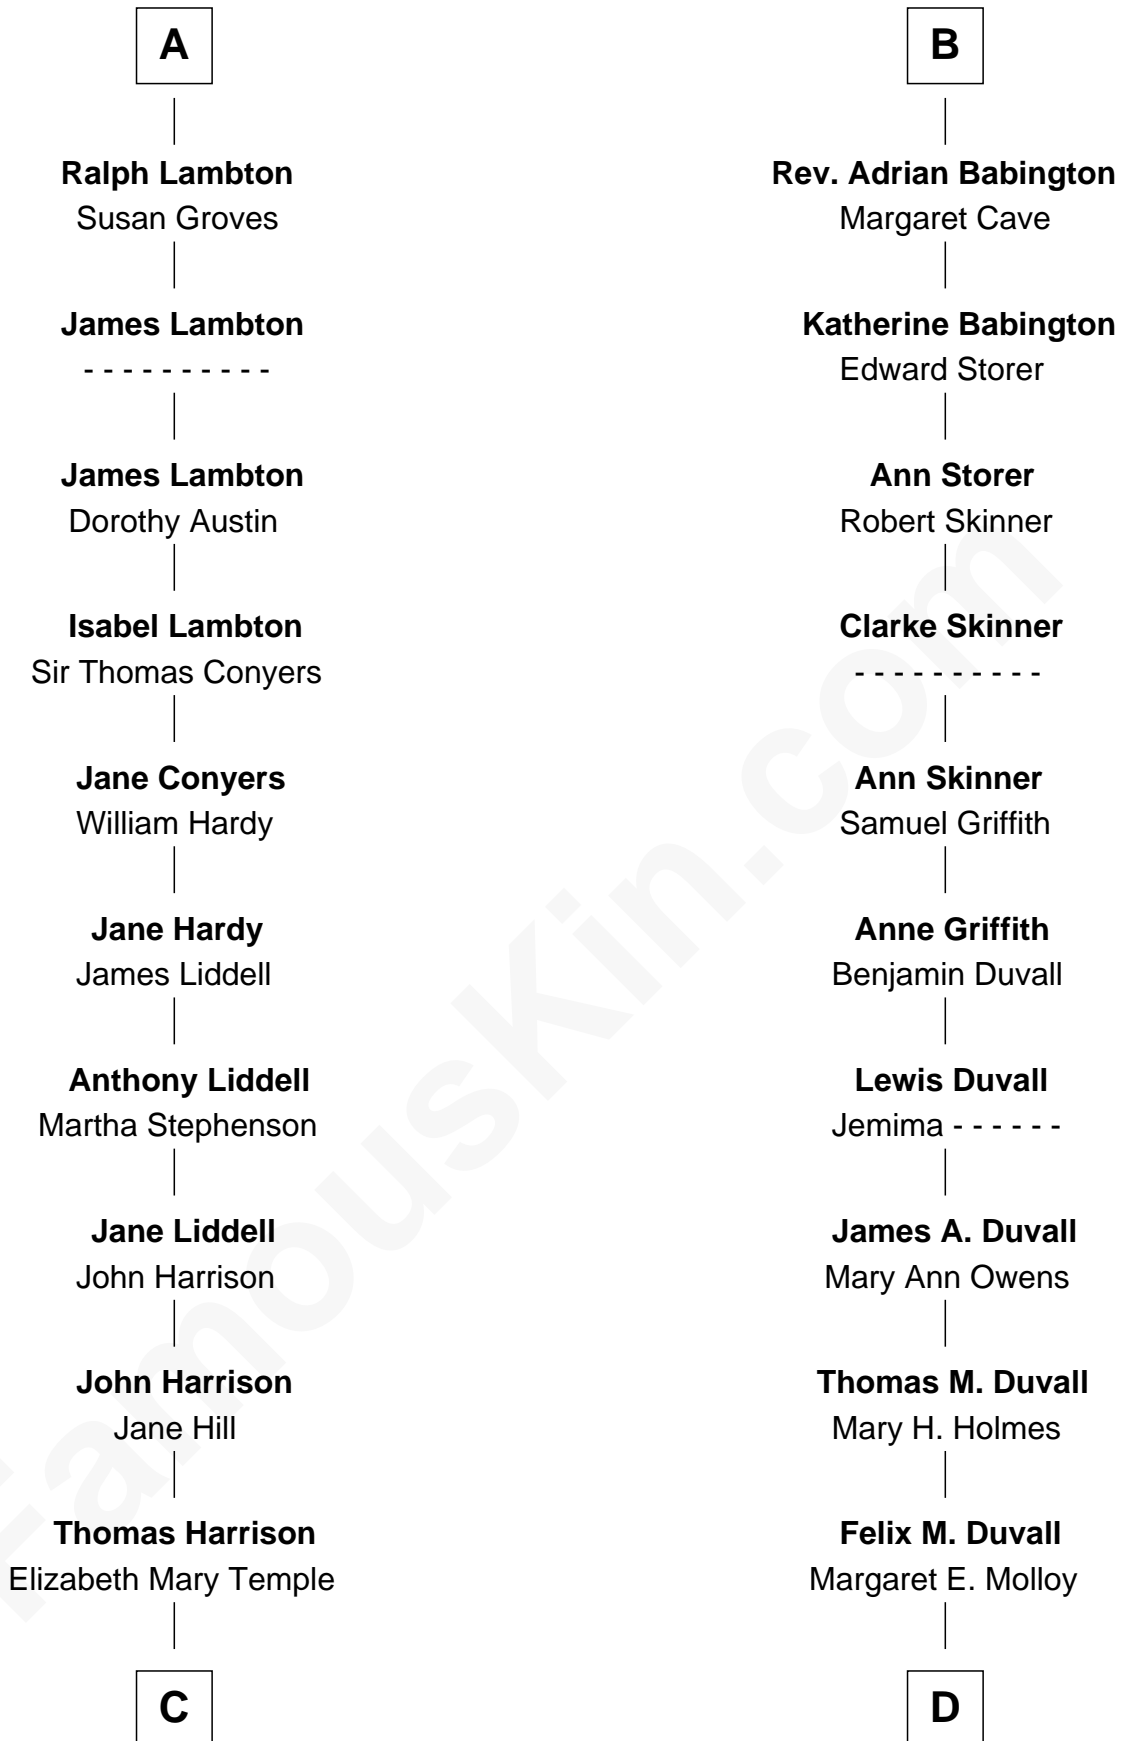 A
Ralph Lambton
Susan Groves
James Lambton
- - - - - - - - - -
James Lambton
Dorothy Austin
Isabel Lambton
Sir Thomas Conyers
Jane Conyers
William Hardy
Jane Hardy
James Liddell
Anthony Liddell
Martha Stephenson
Jane Liddell
John Harrison
John Harrison
Jane Hill
Thomas Harrison
Elizabeth Mary Temple
C
B
Rev. Adrian Babington
Margaret Cave
Katherine Babington
Edward Storer
Ann Storer
Robert Skinner
Clarke Skinner
- - - - - - - - - -
Ann Skinner
Samuel Griffith
Anne Griffith
Benjamin Duvall
Lewis Duvall
Jemima - - - - - -
James A. Duvall
Mary Ann Owens
Thomas M. Duvall
Mary H. Holmes
Felix M. Duvall
Margaret E. Molloy
D
FamousKin.com